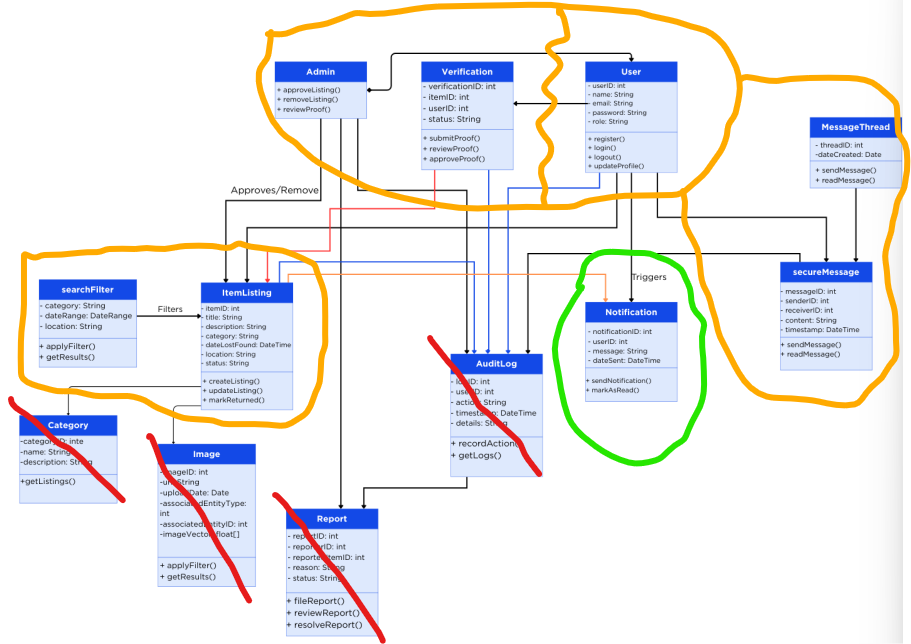 Admin
+ approveListing()
+ removeListing()
+ reviewProof()
Verification
- verificationID: int
- itemID: int
- userID: int
- status: String
+ submitProof()
+ reviewProof()
+ approveProof()
User
- userID: int
- name: String
- email: String
- password: String
- role: String
+ register()
+ login()
+ logout()
+ updateProfile()
MessageThread
- threadID: int
-dateCreated: Date
+ sendMessage()
+ readMessage()
Approves/Remove
searchFilter
- category: String
- dateRange: DateRange
- location: String
+ applyFilter()
+ getResults()
Filters
ItemListing
- itemID: int
- title: String
- description: String
- category: String
- dateLostFound: DateTime
- location: String
- status: String
+ createListing()
+ updateListing()
+ markReturned()
Triggers
Notification
- notificationID: int
- userID: int
- message: String
- dateSent: DateTime
+ sendNotification()
+ markAsRead()
secureMessage
- messageID: int
- senderID: int
- receiverID: int
- content: String
- timestamp: DateTime
+ sendMessage()
+ readMessage()
AuditLog
- logID: int
- userID: int
- action: String
- timestamp: DateTime
- details: String
+ recordAction()
+ getLogs()
Category
-categoryID: inte
-name: String
-description: String
+getListings()
Image
-imageID: int
-url: String
-uploadDate: Date
-associatedEntityType:
int
-associatedEntityID: int
-imageVector: float[]
+ applyFilter()
+ getResults()
Report
- reportID: int
- reporterID: int
- reportedItemID: int
- reason: String
- status: String
+ fileReport()
+ reviewReport()
+ resolveReport()